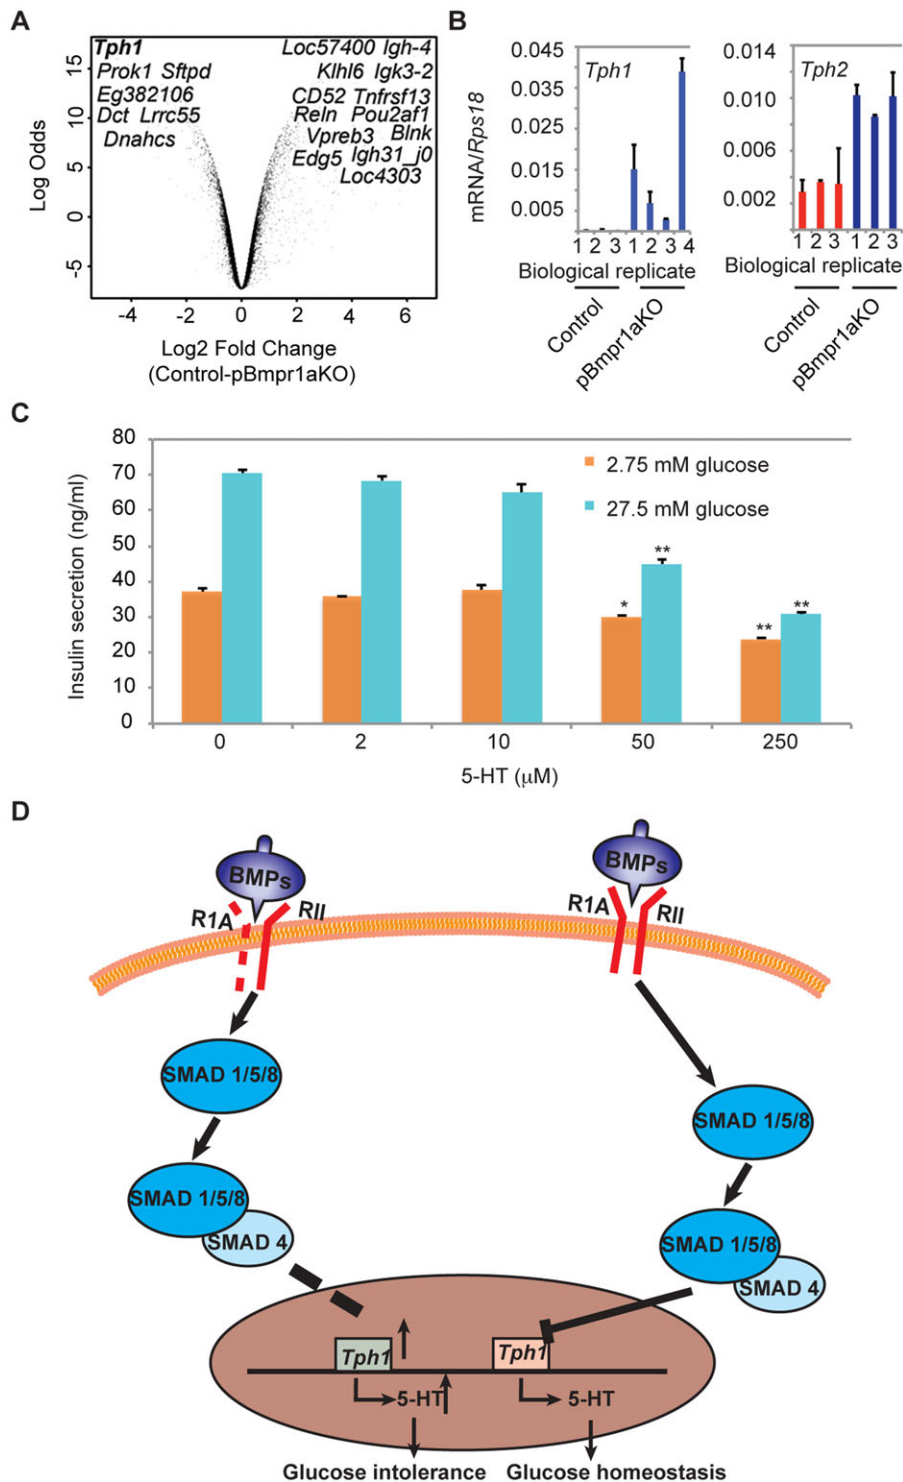 A
Tph1
Prok1 Sftpd
Eg382106
Dct Lrrc55
Dnahcs
Loc57400 Igh-4
Klhl6 Igk3-2
CD52 Tnfrsf13
Reln Pou2af1
Vpreb3 Blnk
Edg5 Igh31_j0
Loc4303
Log Odds
15
10
5
0
-5
-4 -2 0 2 4 6
Log2 Fold Change
(Control-pBmpr1aKO)
B
mRNA/Rps18
0.045
0.035
0.025
0.015
0.005
Tph1
1 2 3 1 2 3 4
Biological replicate
Control
pBmpr1aKO
0.014
0.010
0.006
0.002
Tph2
1 2 3 1 2 3
Biological replicate
Control
pBmpr1aKO
C
Insulin secretion (ng/ml)
80
70
60
50
40
30
20
10
0
2.75 mM glucose
27.5 mM glucose
* ** ** **
0 2 10 50 250
5-HT (μM)
D
BMPs
R1A RII
BMPs
R1A RII
SMAD 1/5/8
SMAD 1/5/8
SMAD 4
SMAD 1/5/8
SMAD 1/5/8
SMAD 4
Tph1 Tph1
5-HT 5-HT
Glucose intolerance Glucose homeostasis